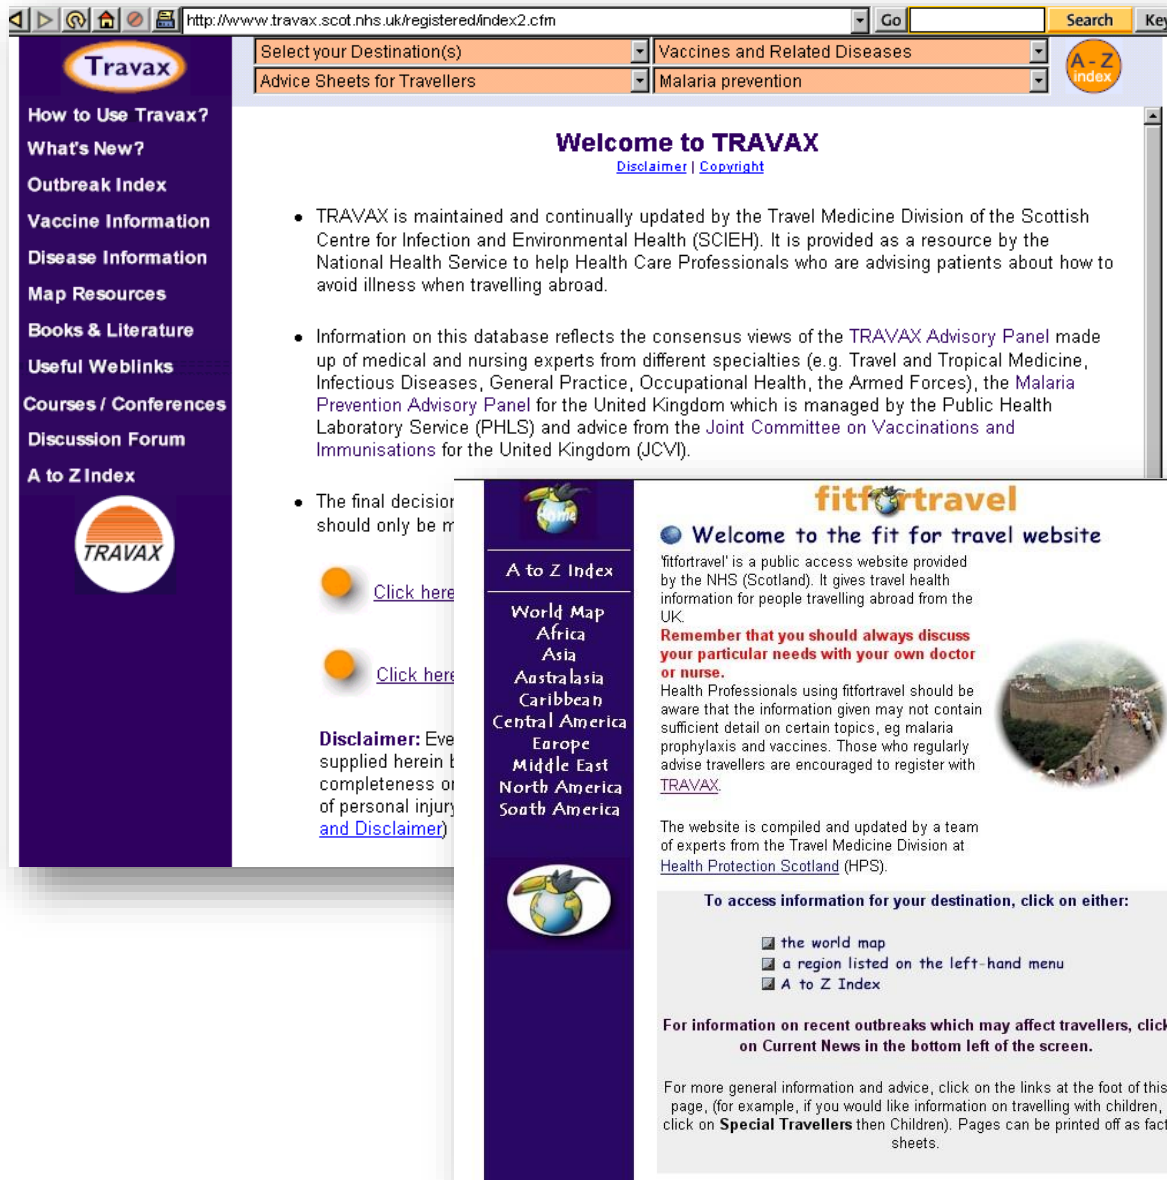 http://www.travax.scot.nhs.uk/registered/index2.cfm
Go
Search
Travax
Select your Destination(s)
Vaccines and Related Diseases
Advice Sheets for Travellers
Malaria prevention
A - Z
index
How to Use Travax?
What's New?
Outbreak Index
Vaccine Information
Disease Information
Map Resources
Books & Literature
Useful Weblinks
Courses / Conferences
Discussion Forum
A to Z Index
TRAVAX
Welcome to TRAVAX
Disclaimer | Copyright
• TRAVAX is maintained and continually updated by the Travel Medicine Division of the Scottish
Centre for Infection and Environmental Health (SCIEH). It is provided as a resource by the
National Health Service to help Health Care Professionals who are advising patients about how to
avoid illness when travelling abroad.
• Information on this database reflects the consensus views of the TRAVAX Advisory Panel made
up of medical and nursing experts from different specialties (e.g. Travel and Tropical Medicine,
Infectious Diseases, General Practice, Occupational Health, the Armed Forces), the Malaria
Prevention Advisory Panel for the United Kingdom which is managed by the Public Health
Laboratory Service (PHLS) and advice from the Joint Committee on Vaccinations and
Immunisations for the United Kingdom (JCVI).
• The final decision
should only be
Click here
Click here
Disclaimer:
supplied herein
completeness
of personal injury
and Disclaimer)
Home
A to Z Index
World Map
Africa
Asia
Australasia
Caribbean
Central America
Europe
Middle East
North America
South America
fitfortravel
Welcome to the fit for travel website
'fitfortravel' is a public access website provided
by the NHS (Scotland). It gives travel health
information for people travelling abroad from the
UK.
Remember that you should always discuss
your particular needs with your own doctor
or nurse.
Health Professionals using fitfortravel should be
aware that the information given may not contain
sufficient detail on certain topics, eg malaria
prophylaxis and vaccines. Those who regularly
advise travellers are encouraged to register with
TRAVAX.
The website is compiled and updated by a team
of experts from the Travel Medicine Division at
Health Protection Scotland (HPS).
To access information for your destination, click on either:
the world map
a region listed on the left-hand menu
A to Z Index
For information on recent outbreaks which may affect travellers, click
on Current News in the bottom left of the screen.
For more general information and advice, click on the links at the foot of this
page, (for example, if you would like information on travelling with children,
click on Special Travellers then Children). Pages can be printed off as fact
sheets.